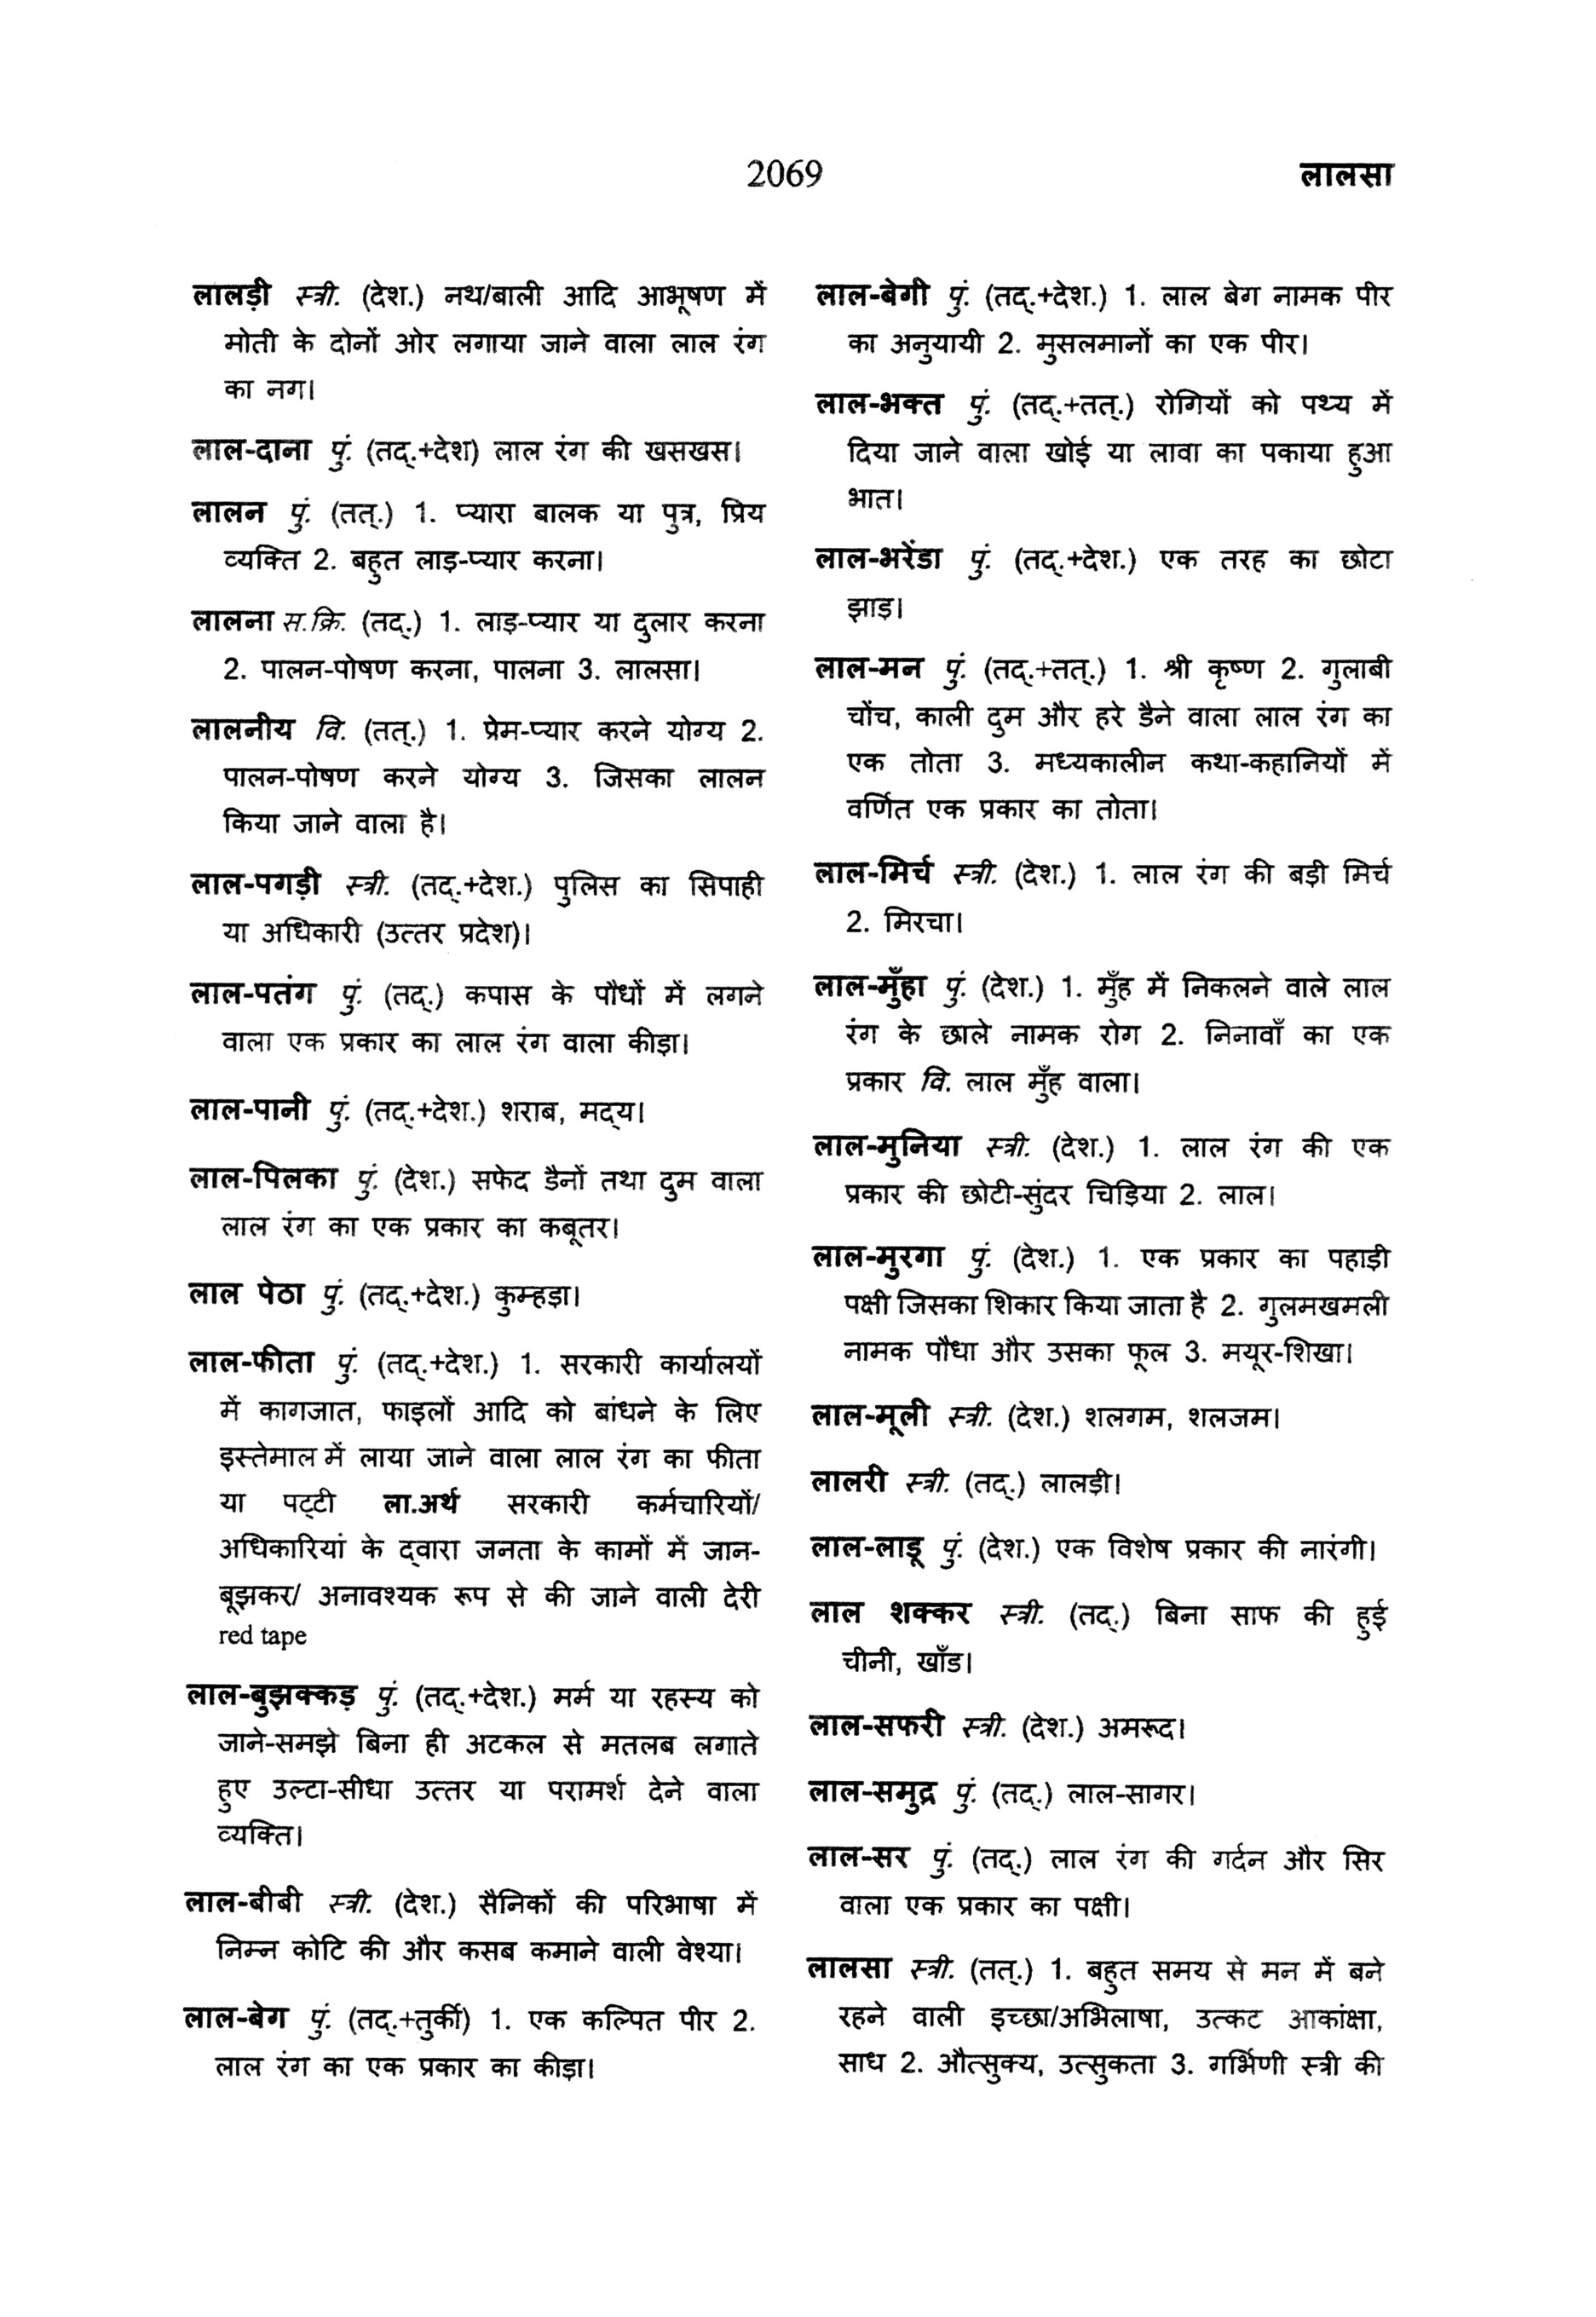 2069 लालसा
लालड़ी स्त्री. (देश.) नथ/बाली आदि आभूषण में
मोती के दोनों ओर लगाया जाने वाला लाल रंग
का नग।
लाल-दाना पुं. (तद्.+देश) लाल रंग की खसखस।
लालन पुं. (तत्.) 1. प्यारा बालक या पुत्र, प्रिय
व्यक्ति 2. बहुत लाड़-प्यार करना।
लालना स.क्रि. (तद्.) 1. लाड़-प्यार या दुलार करना
2. पालन-पोषण करना, पालना 3. लालसा।
लालनीय वि. (तत्.) 1. प्रेम-प्यार करने योग्य 2.
पालन-पोषण करने योग्य 3. जिसका लालन
किया जाने वाला है।
लाल-पगड़ी स्त्री. (तद्.+देश.) पुलिस का सिपाही
या अधिकारी (उत्तर प्रदेश)।
लाल-पतंग पुं. (तद्.) कपास के पौधों में लगने
वाला एक प्रकार का लाल रंग वाला कीड़ा।
लाल-पानी पुं. (तद्.+देश.) शराब, मद्‌य।
लाल-पिलका पुं. (देश.) सफेद डैनों तथा दुम वाला
लाल रंग का एक प्रकार का कबूतर।
लाल पेठा पुं. (तद्.+देश.) कुम्हड़ा।
लाल-फीता पुं. (तद्.+देश.) 1. सरकारी कार्यालयों
में कागजात, फाइलों आदि को बांधने के लिए
इस्तेमाल में लाया जाने वाला लाल रंग का फीता
या पट्‌टी ला.अर्थ सरकारी कर्मचारियों/
अधिकारियां के द्‌वारा जनता के कामों में जान-
बूझकर/ अनावश्यक रूप से की जाने वाली देरी
red tape
लाल-बुझक्कड़ पुं. (तद्.+देश.) मर्म या रहस्य को
जाने-समझे बिना ही अटकल से मतलब लगाते
हुए उल्टा-सीधा उत्तर या परामर्श देने वाला
व्यक्ति।
लाल-बीबी स्त्री. (देश.) सैनिकों की परिभाषा में
निम्न कोटि की और कसब कमाने वाली वेश्या।
लाल-बेग पुं. (तद्.+तुर्की) 1. एक कल्पित पीर 2.
लाल रंग का एक प्रकार का कीड़ा।
लाल-बेगी पुं. (तद्.+देश.) 1. लाल बेग नामक पीर
का अनुयायी 2. मुसलमानों का एक पीर।
लाल-भक्त पुं. (तद्.+तत्.) रोगियों को पथ्य में
दिया जाने वाला खोई या लावा का पकाया हुआ
भात।
लाल-भरेंडा पुं. (तद्.+देश.) एक तरह का छोटा
झाड़।
लाल-मन पुं. (तद्.+तत्.) 1. श्री कृष्ण 2. गुलाबी
चोंच, काली दुम और हरे डैने वाला लाल रंग का
एक तोता 3. मध्यकालीन कथा-कहानियों में
वर्णित एक प्रकार का तोता।
लाल-मिर्च स्त्री. (देश.) 1. लाल रंग की बड़ी मिर्च
2. मिरचा।
लाल-मुँहा पुं. (देश.) 1. मुँह में निकलने वाले लाल
रंग के छाले नामक रोग 2. निनावाँ का एक
प्रकार वि. लाल मुँह वाला।
लाल-मुनिया स्त्री. (देश.) 1. लाल रंग की एक
प्रकार की छोटी-सुंदर चिड़िया 2. लाल।
लाल-मुरगा पुं. (देश.) 1. एक प्रकार का पहाड़ी
पक्षी जिसका शिकार किया जाता है 2. गुलमखमली
नामक पौधा और उसका फूल 3. मयूर-शिखा।
लाल-मूली स्त्री. (देश.) शलगम, शलजम।
लालरी स्त्री. (तद्.) लालड़ी।
लाल-लाडू पुं. (देश.) एक विशेष प्रकार की नारंगी।
लाल शक्कर स्त्री. (तद्.) बिना साफ की हुई
चीनी, खाँड।
लाल-सफरी स्त्री. (देश.) अमरूद।
लाल-समुद्र पुं. (तद्.) लाल-सागर।
लाल-सर पुं. (तद्.) लाल रंग की गर्दन और सिर
वाला एक प्रकार का पक्षी।
लालसा स्त्री. (तत्.) 1. बहुत समय से मन में बने
रहने वाली इच्छा/अभिलाषा, उत्कट आकांक्षा,
साध 2. औत्सुक्य, उत्सुकता 3. गर्भिणी स्त्री की